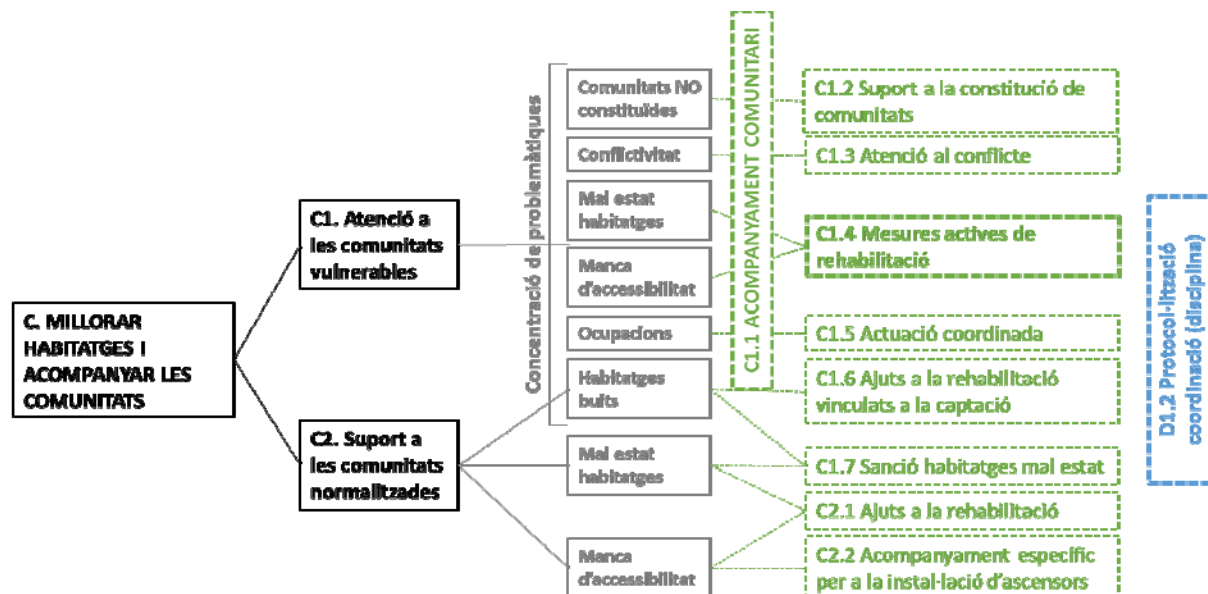 C. MILLORAR
HABITATGES I
ACOMPANYAR LES
COMUNITATS
C1. Atenció a
les comunitats
vulnerables
C2. Suport a
les comunitats
normalitzades
Concentració de problemàtiques
Comunitats NO
constituïdes
Conflictivitat
Mal estat
habitatges
Manca
d'accessibilitat
Ocupacions
Habitatges
buits
Mal estat
habitatges
Manca
d'accessibilitat
C1.1 ACOMPANYAMENT COMUNITARI
C1.2 Suport a la constitució de
comunitats
C1.3 Atenció al conflicte
C1.4 Mesures actives de
rehabilitació
C1.5 Actuació coordinada
C1.6 Ajuts a la rehabilitació
vinculats a la captació
C1.7 Sanció habitatges mal estat
C2.1 Ajuts a la rehabilitació
C2.2 Acompanyament específic
per a la instal·lació d'ascensors
D1.2 Protocol·lització
coordinació (disciplina)